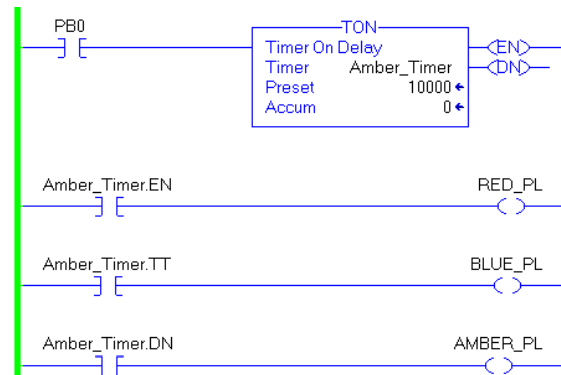 PB0
TON
Timer On Delay
Timer Amber_Timer
Preset 10000
Accum 0
EN
DN
Amber_Timer.EN RED_PL
Amber_Timer.TT BLUE_PL
Amber_Timer.DN AMBER_PL